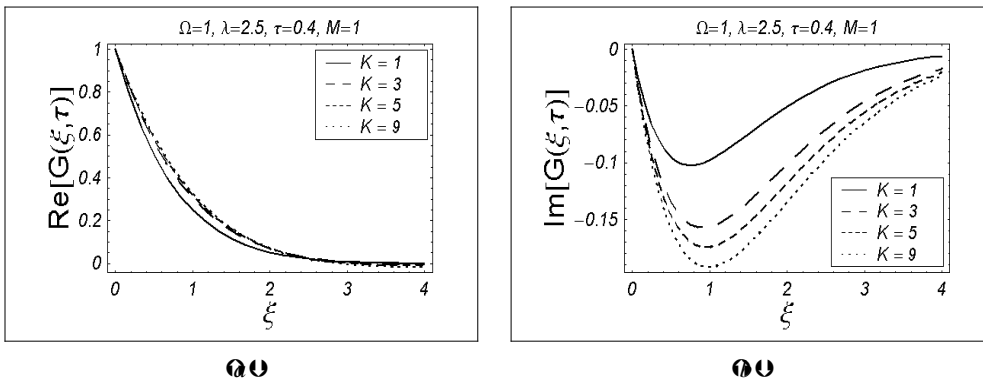 Ω=1, λ=2.5, τ=0.4, M=1
Re[G(ξ,τ)]
1
0.8
0.6
0.4
0.2
0
K = 1
K = 3
K = 5
K = 9
0 1 2 3 4
ξ
Ω=1, λ=2.5, τ=0.4, M=1
Im[G(ξ,τ)]
0
−0.05
−0.1
−0.15
K = 1
K = 3
K = 5
K = 9
0 1 2 3 4
ξ